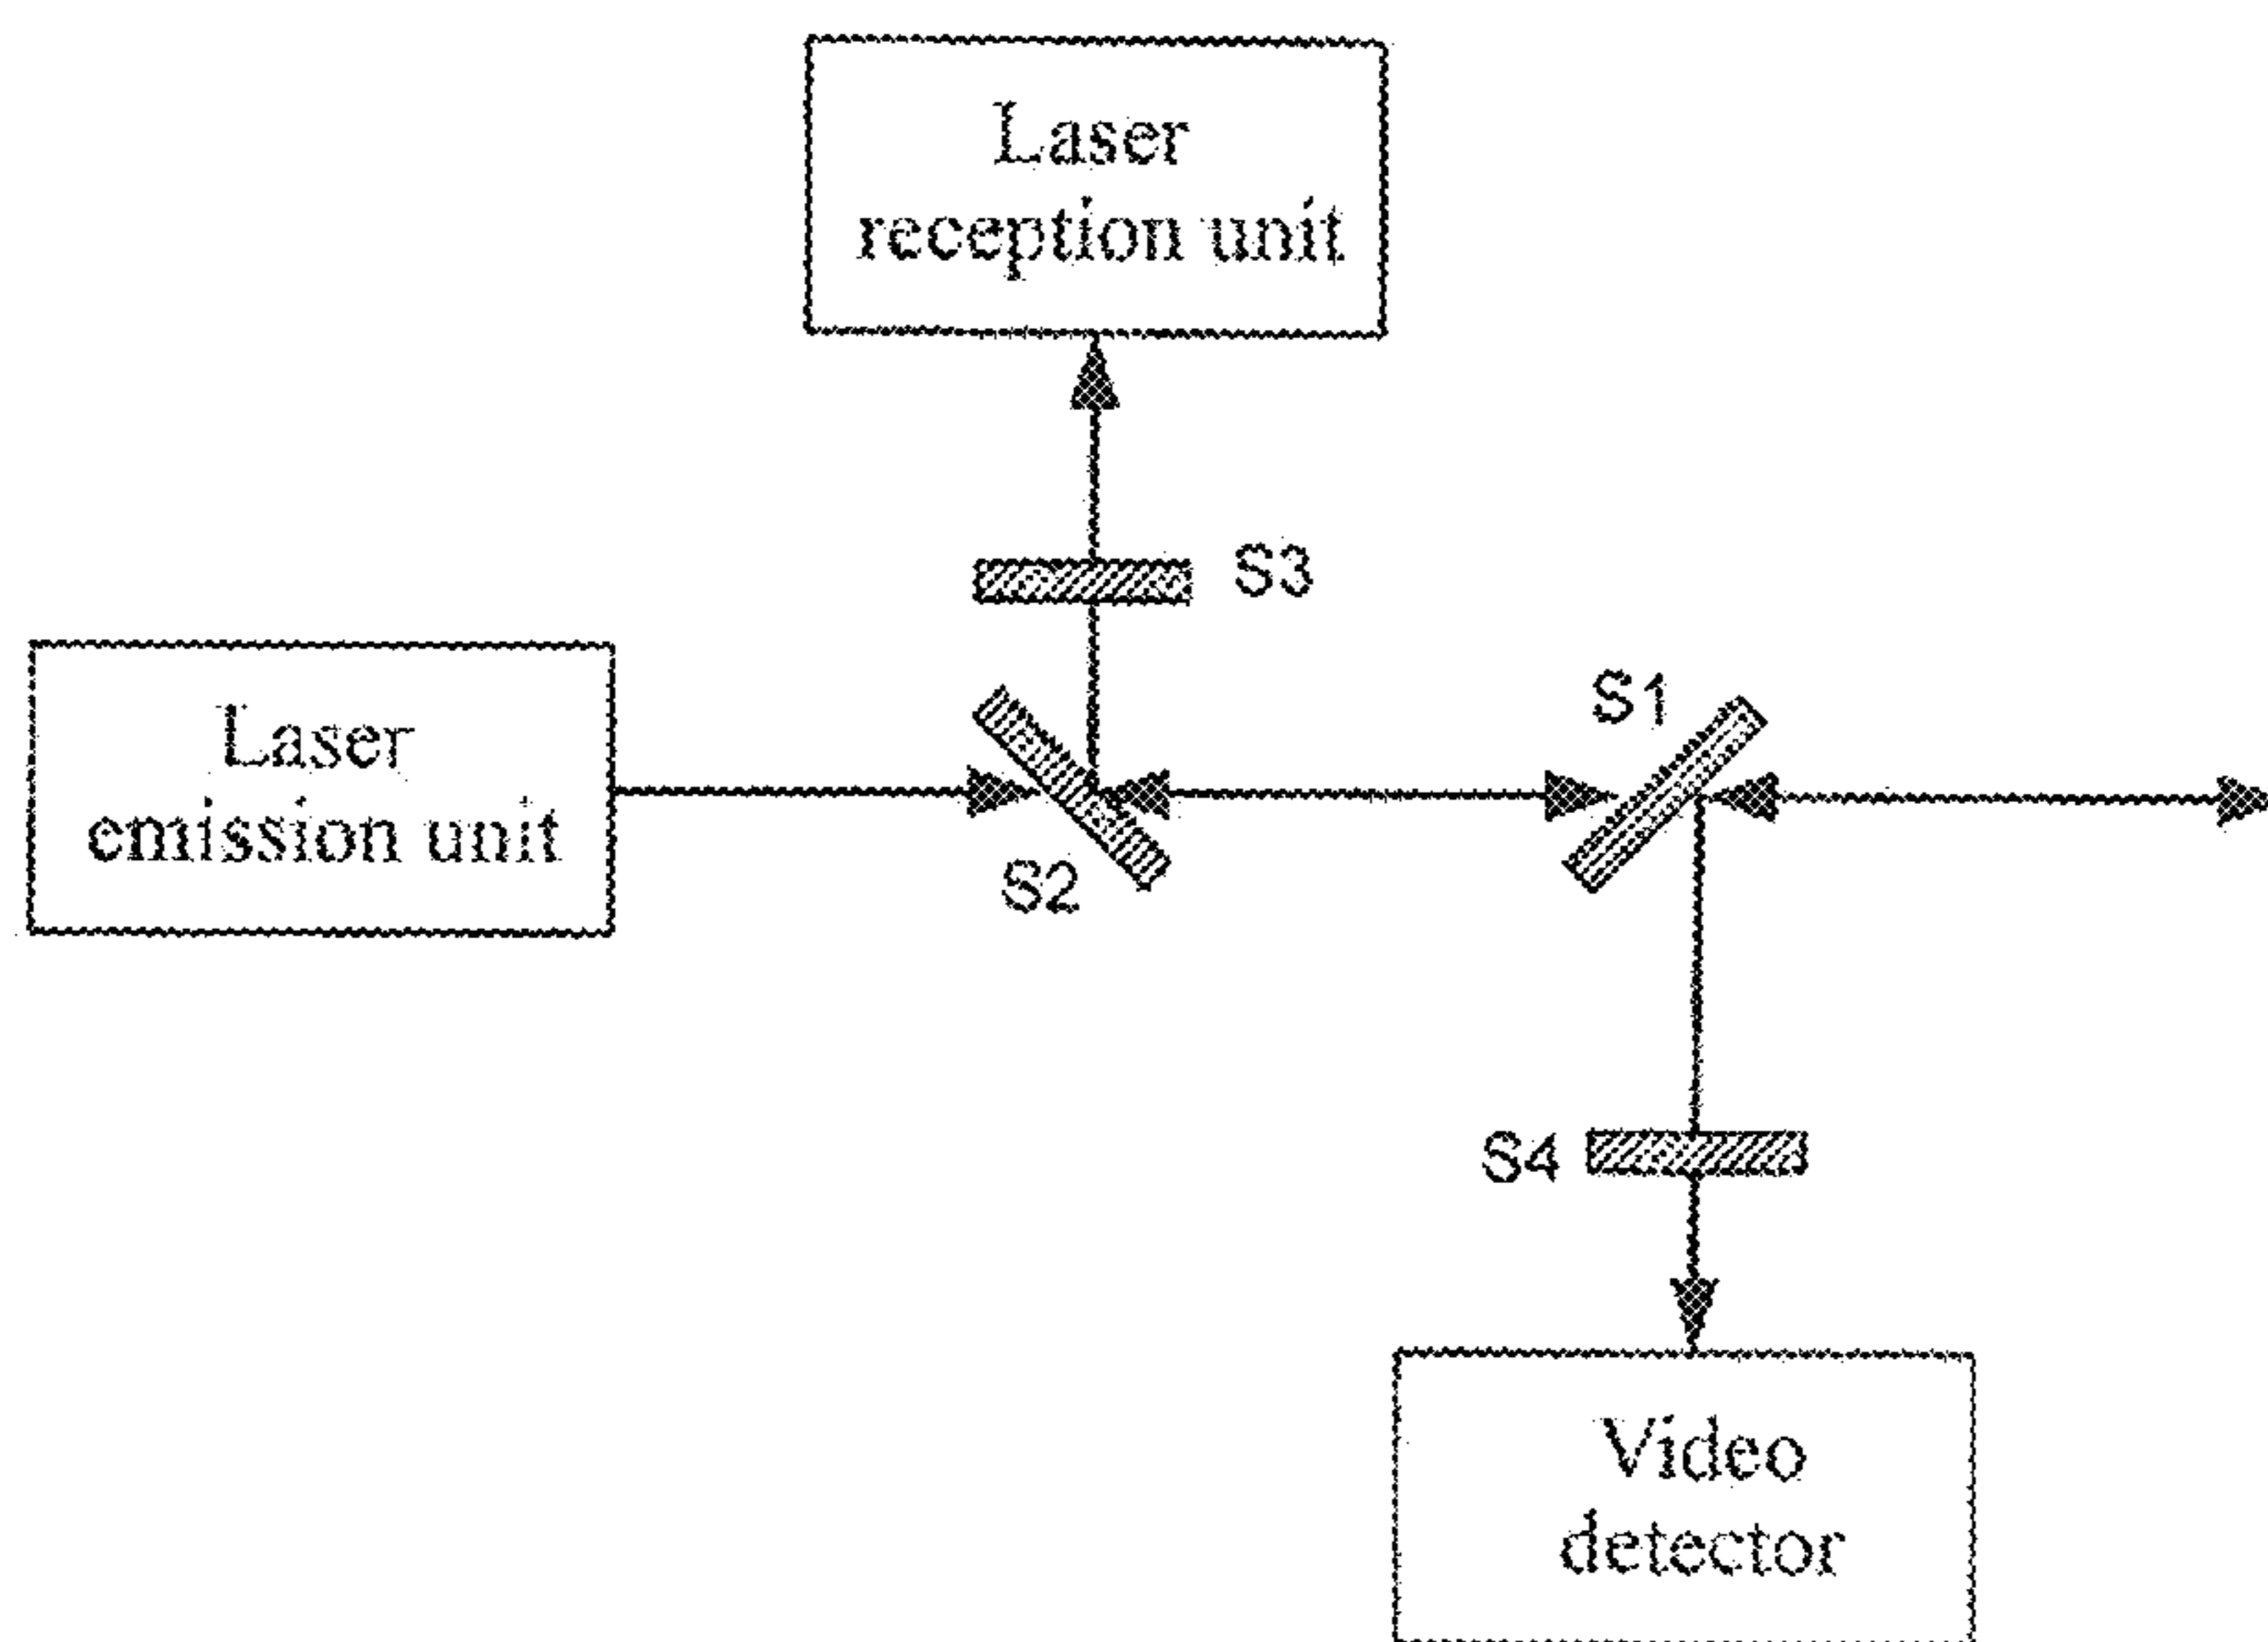 Laser
reception unit
S3
Laser
emission unit
S2
S1
S4
Video
detector